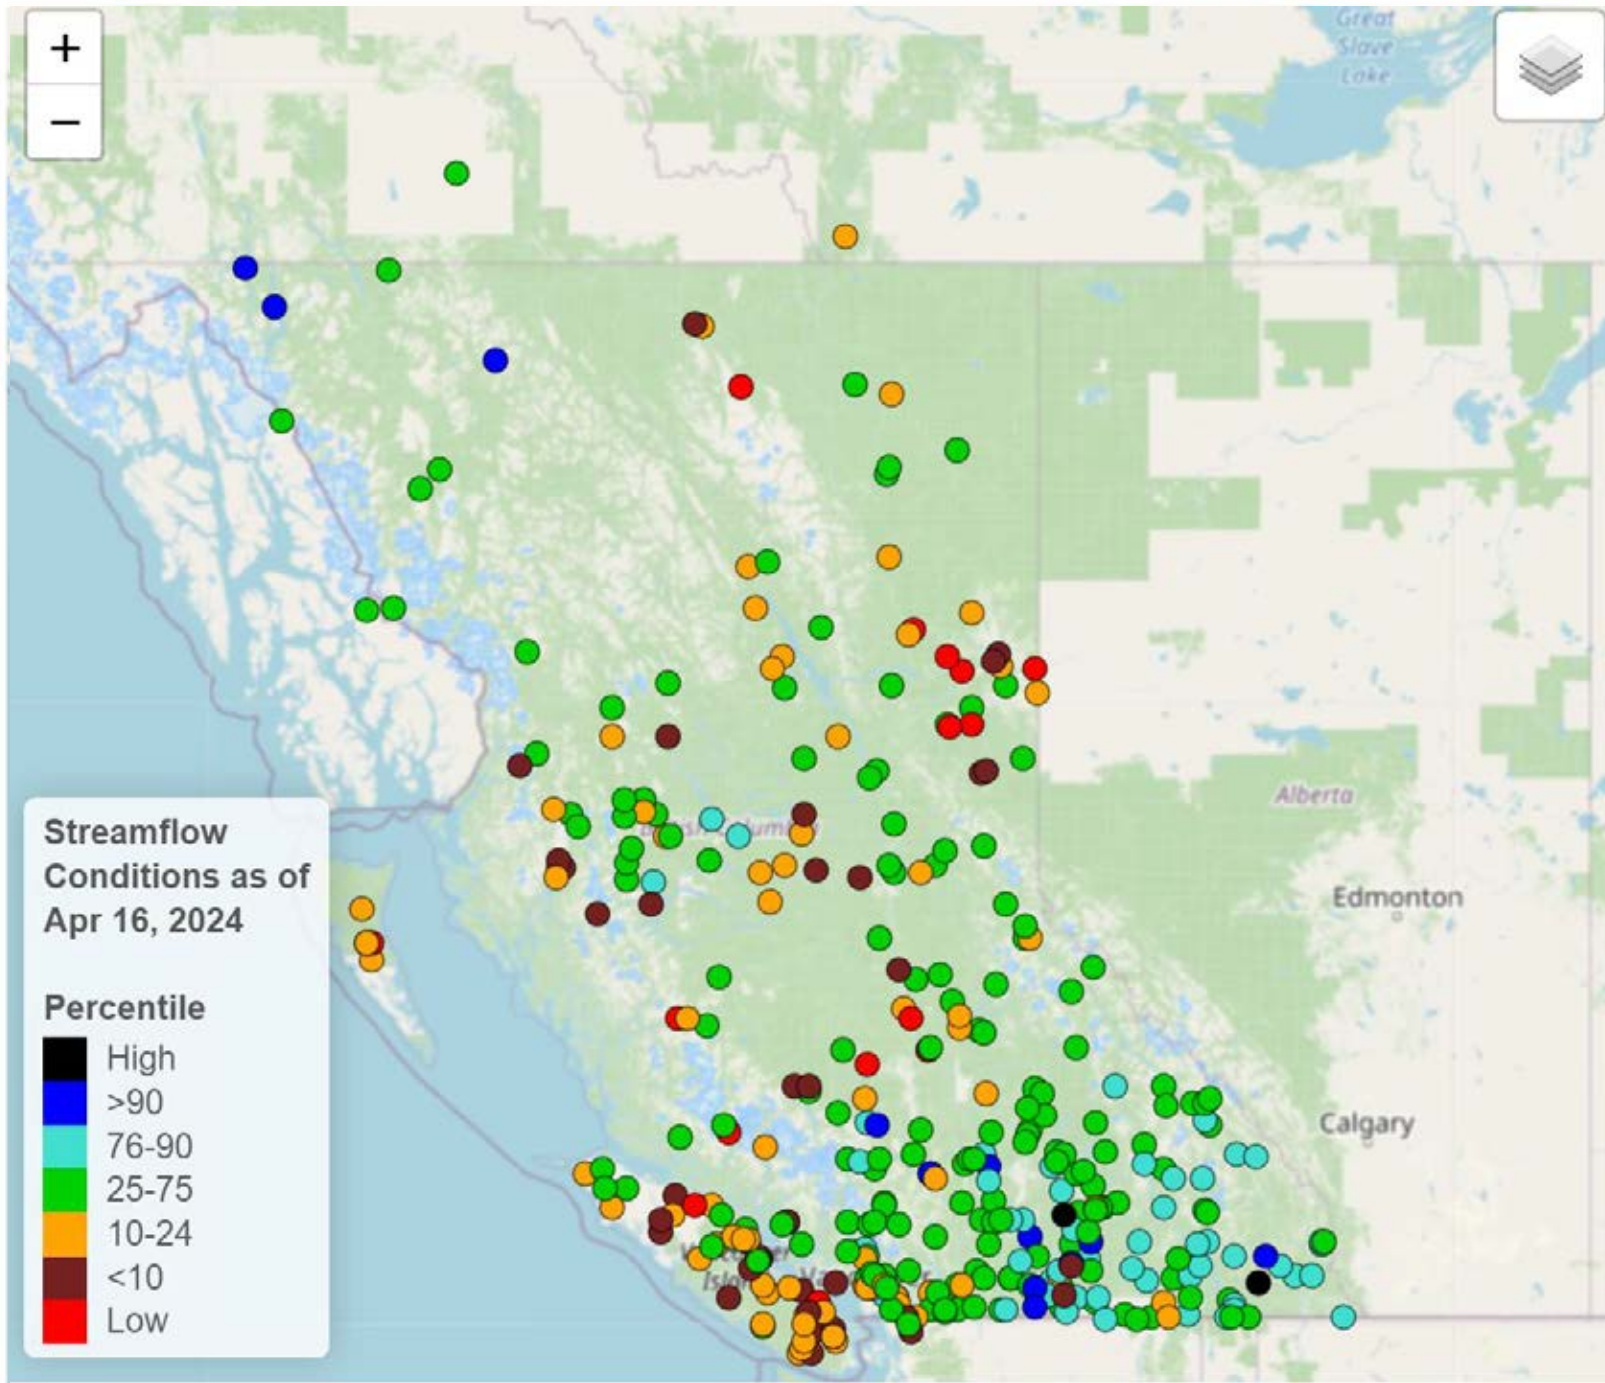 +
−
Great
Slave
Lake
Alberta
Edmonton
Calgary
Streamflow
Conditions as of
Apr 16, 2024
Percentile
High
>90
76-90
25-75
10-24
<10
Low